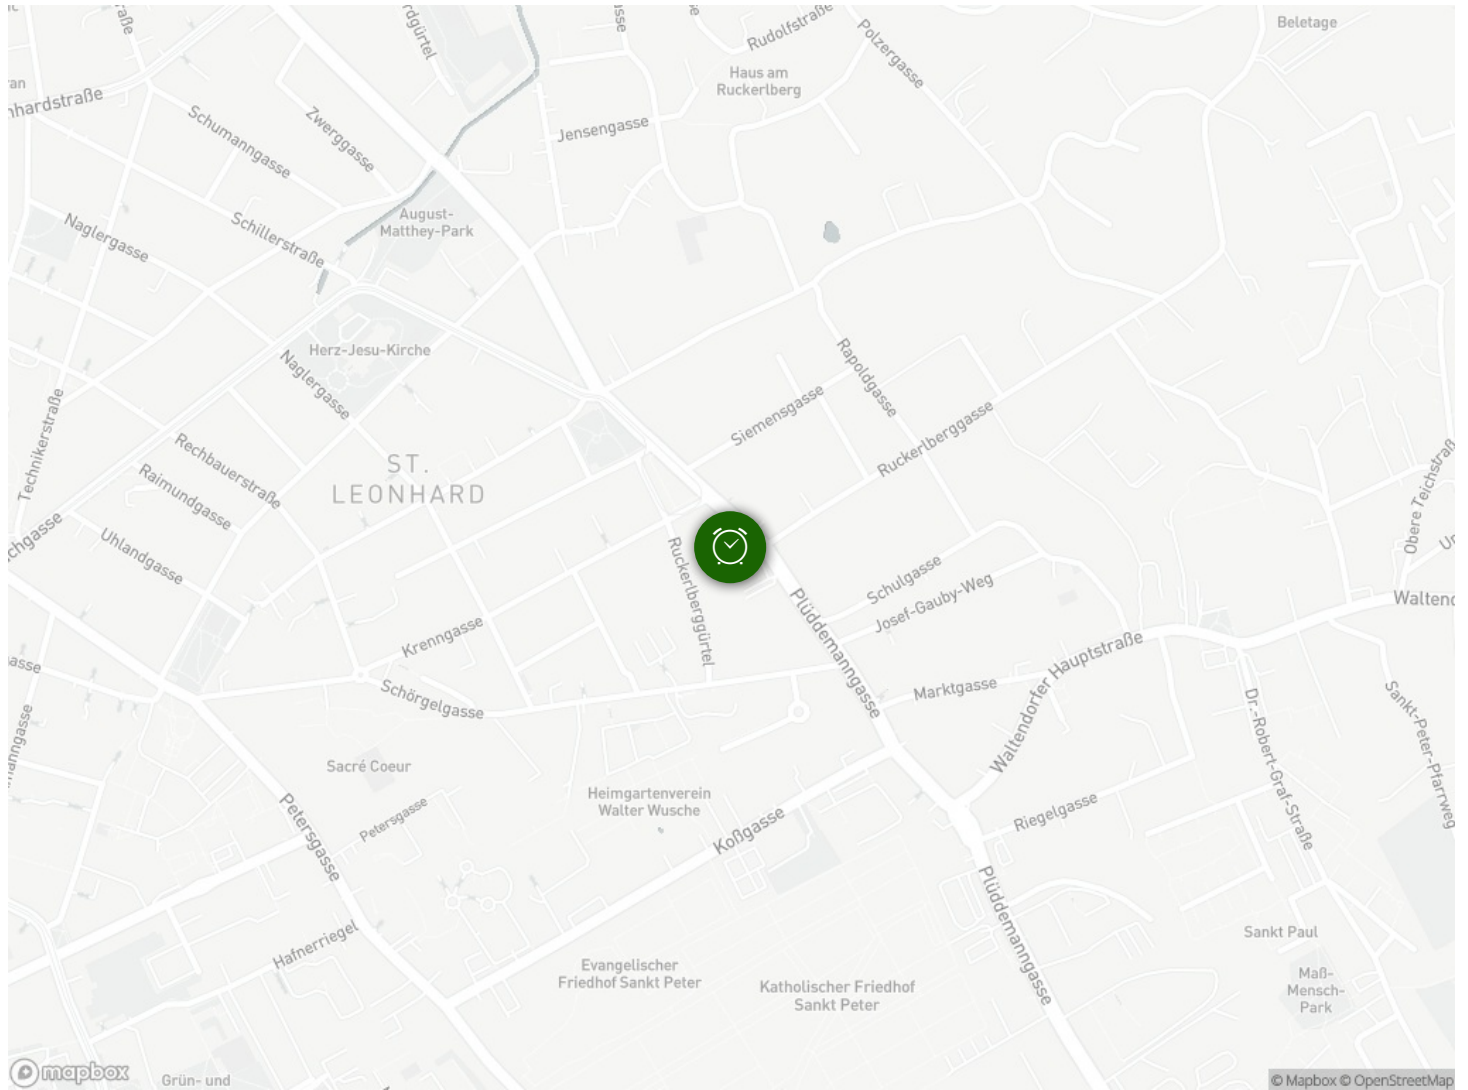 Beletage
Rudolfstraße
Polzergasse
Haus am
Ruckerlberg
Schumanngasse
Zwerggasse
Jensengasse
August-
Matthey-Park
Naglergasse
Schillerstraße
Herz-Jesu-Kirche
Naglergasse
Rapoldgasse
Siemensgasse
Ruckerlberggasse
Technikerstraße
Rechbauerstraße
Raimundgasse
ST.
LEONHARD
Uhlandgasse
Obere Teichstraß
Ruckerlberggürtel
Schulgasse
Josef-Gauby-Weg
Plüddemanngasse
Krenngasse
Waltendorfer Hauptstraße
Waltend
Schörgelgasse
Marktgasse
Dr.-Robert-Graf-Straße
Sankt-Peter-Pfarrweg
Sacré Coeur
Heimgartenverein
Walter Wusche
Petersgasse
Petersgasse
Koßgasse
Riegelgasse
Plüddemanngasse
Hafnerriegel
Sankt Paul
Evangelischer
Friedhof Sankt Peter
Katholischer Friedhof
Sankt Peter
Maß-
Mensch-
Park
mapbox
Grün- und
© Mapbox © OpenStreetMap